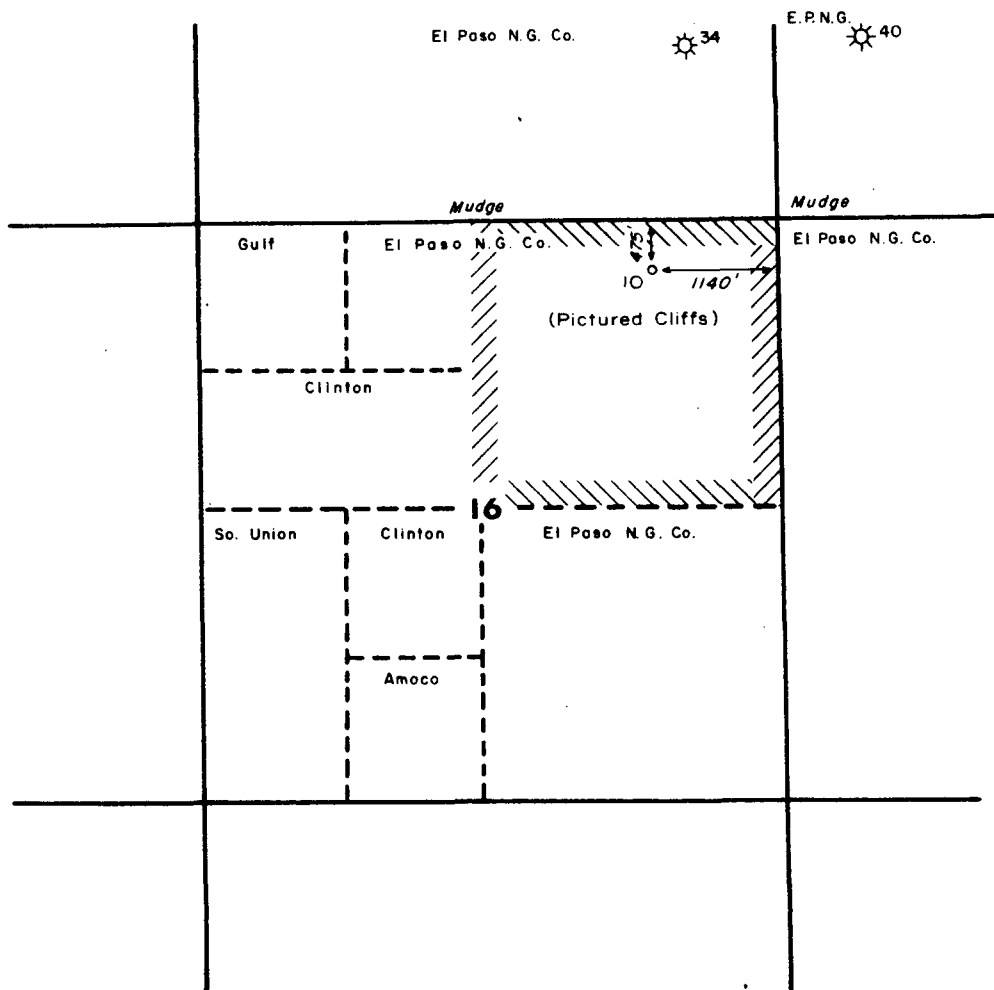 E.P.N.G.
El Paso N.G. Co.
34
40
Mudge
Mudge
Gulf
El Paso N.G. Co.
475
El Paso N.G. Co.
10
1140'
(Pictured Cliffs)
Clinton
16
So. Union
Clinton
El Paso N.G. Co.
Amoco